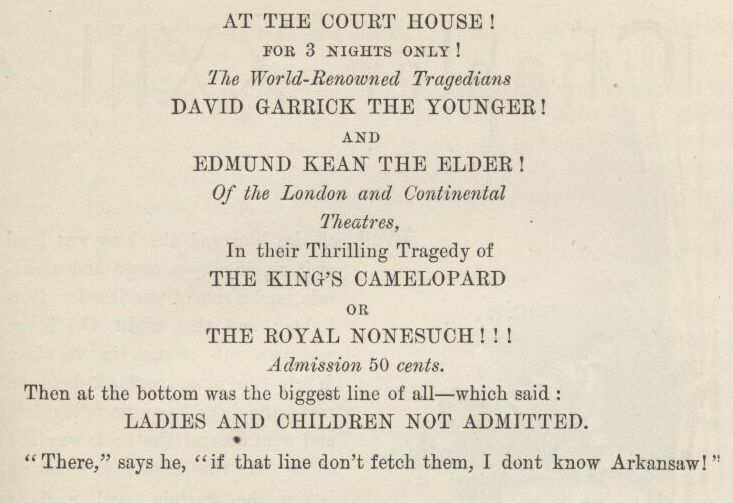 AT THE COURT HOUSE!
FOR 3 NIGHTS ONLY!
The World-Renowned Tragedians
DAVID GARRICK THE YOUNGER!
AND
EDMUND KEAN THE ELDER!
Of the London and Continental
Theatres,
In their Thrilling Tragedy of
THE KING'S CAMELOPARD
OR
THE ROYAL NONESUCH!!!
Admission 50 cents.
Then at the bottom was the biggest line of all—which said:
LADIES AND CHILDREN NOT ADMITTED.
"There," says he, "if that line don't fetch them, I dont know Arkansaw!"